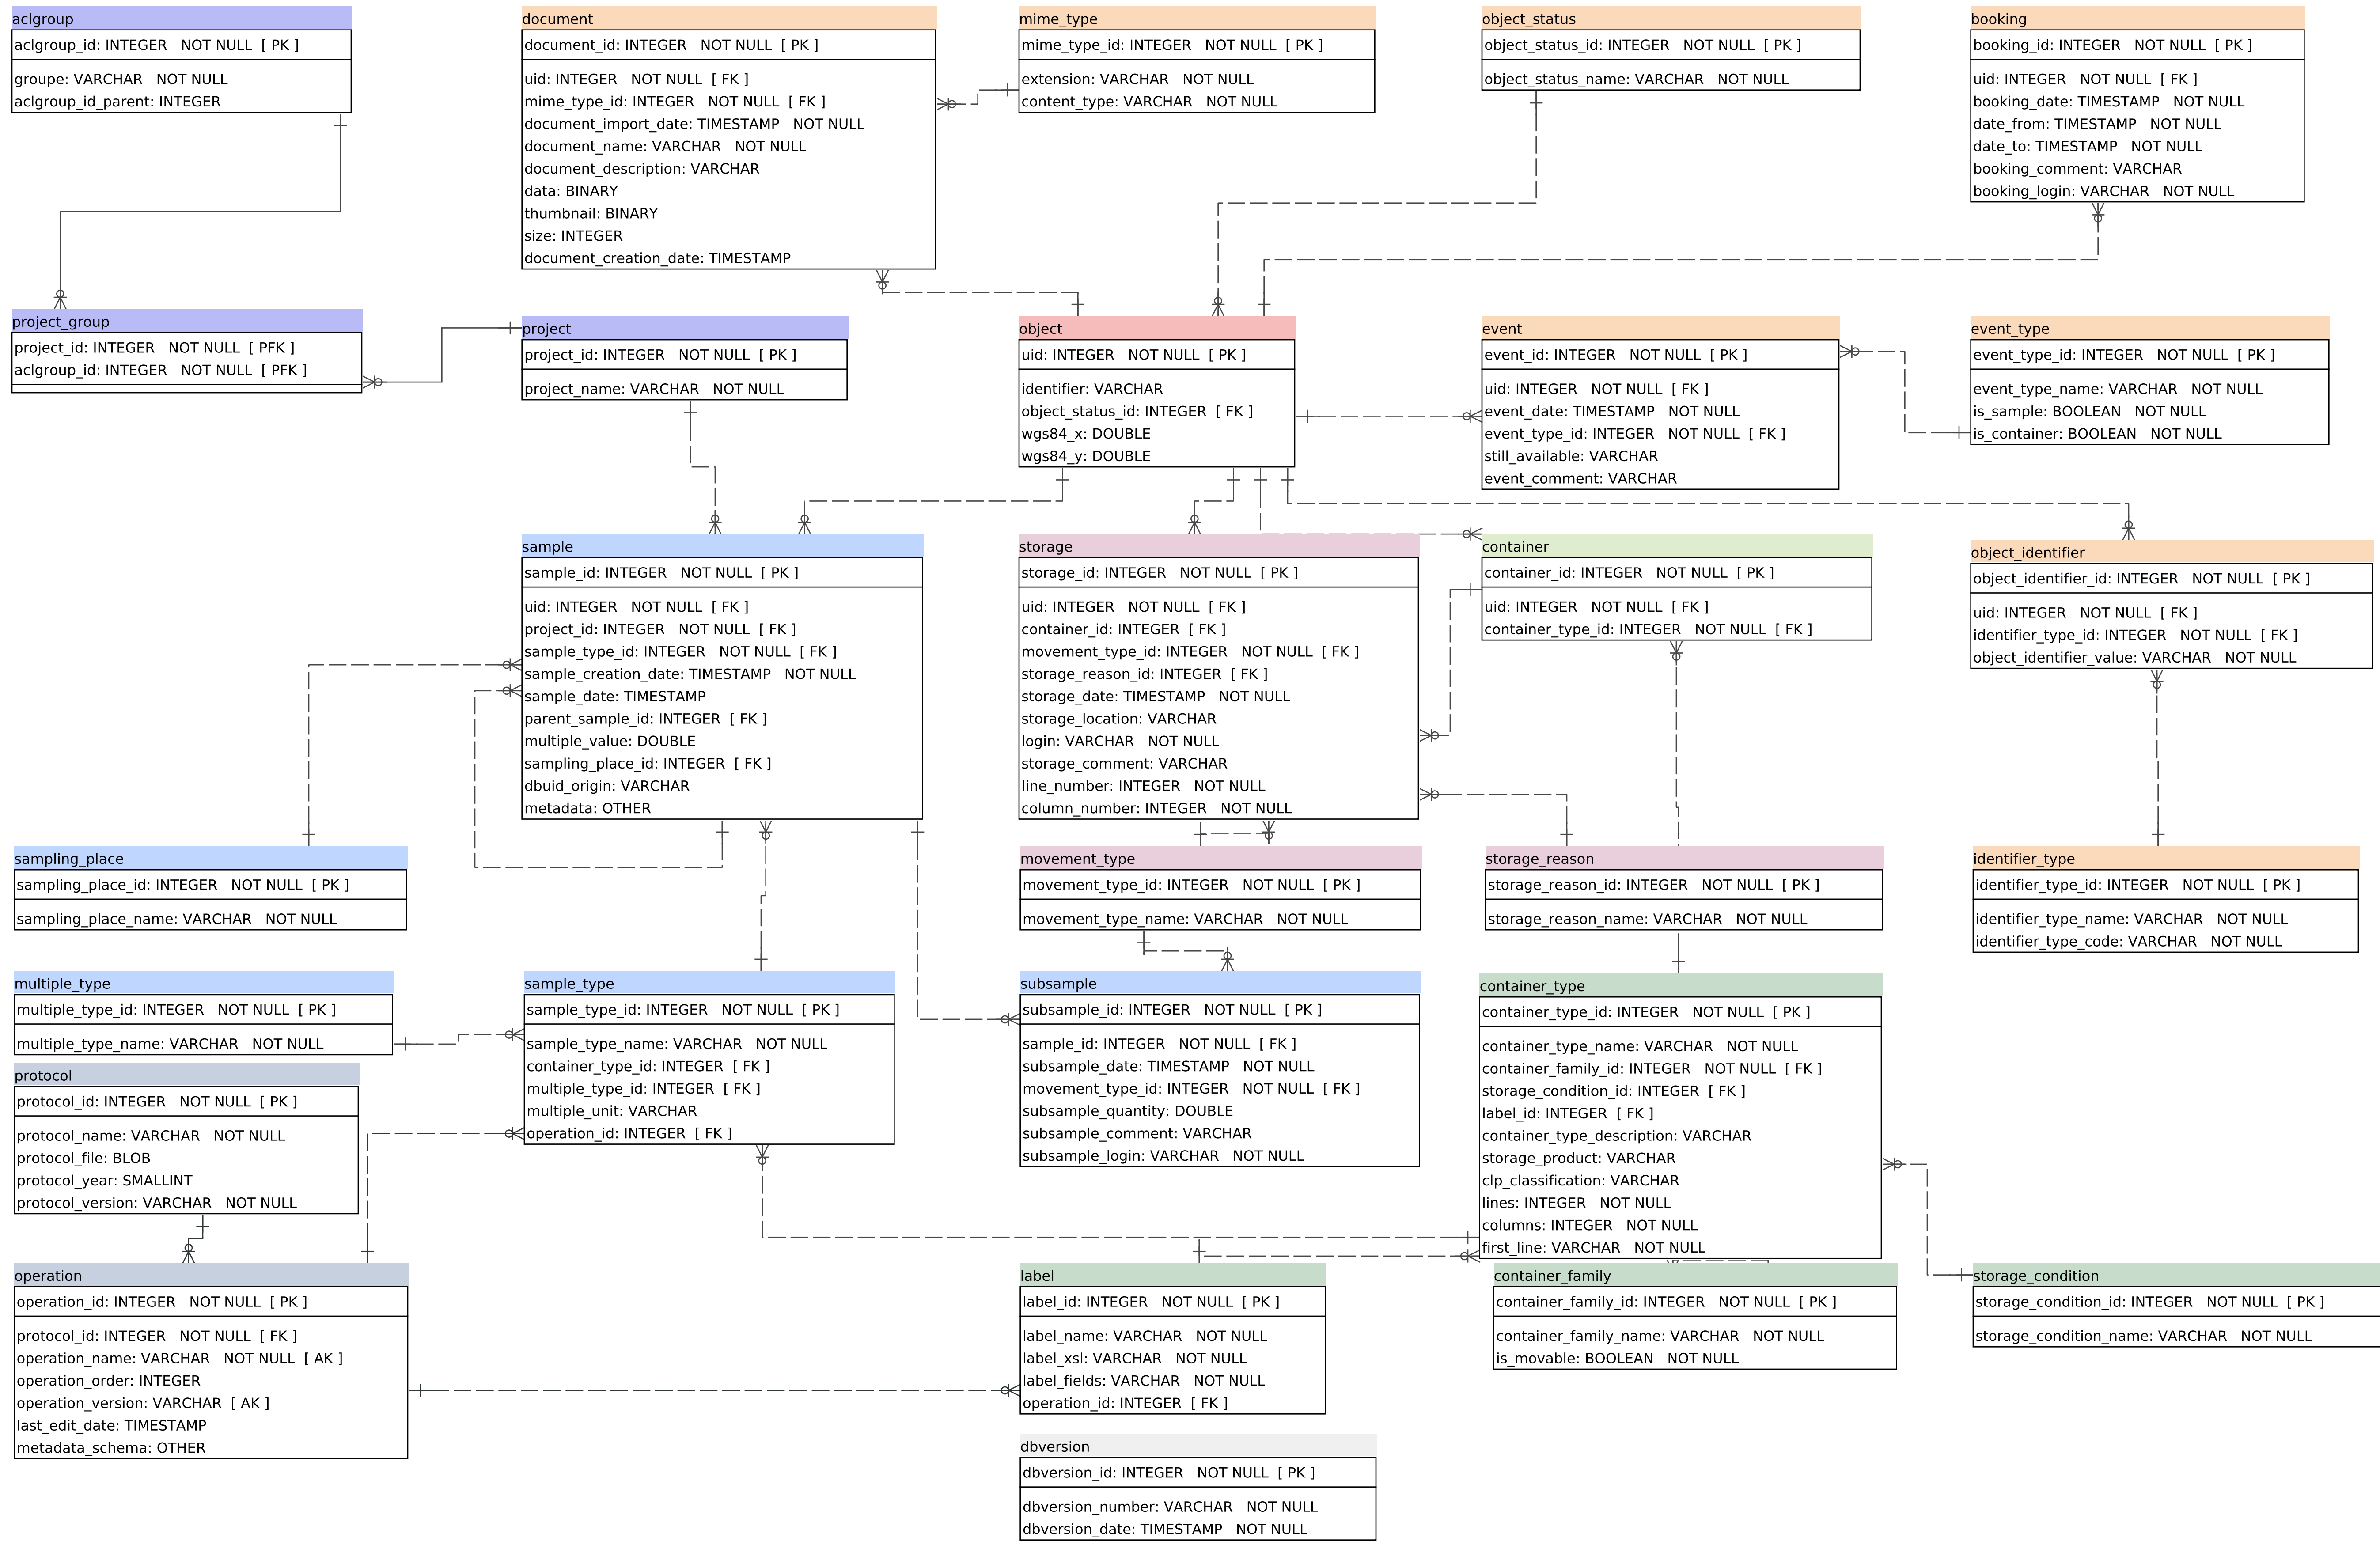 aclgroup
aclgroup_id: INTEGER NOT NULL [ PK ]
groupe: VARCHAR NOT NULL
aclgroup_id_parent: INTEGER
document
document_id: INTEGER NOT NULL [ PK ]
uid: INTEGER NOT NULL [ FK ]
mime_type_id: INTEGER NOT NULL [ FK ]
document_import_date: TIMESTAMP NOT NULL
document_name: VARCHAR NOT NULL
document_description: VARCHAR
data: BINARY
thumbnail: BINARY
size: INTEGER
document_creation_date: TIMESTAMP
mime_type
mime_type_id: INTEGER NOT NULL [ PK ]
extension: VARCHAR NOT NULL
content_type: VARCHAR NOT NULL
object_status
object_status_id: INTEGER NOT NULL [ PK ]
object_status_name: VARCHAR NOT NULL
booking
booking_id: INTEGER NOT NULL [ PK ]
uid: INTEGER NOT NULL [ FK ]
booking_date: TIMESTAMP NOT NULL
date_from: TIMESTAMP NOT NULL
date_to: TIMESTAMP NOT NULL
booking_comment: VARCHAR
booking_login: VARCHAR NOT NULL
project_group
project_id: INTEGER NOT NULL [ PFK ]
aclgroup_id: INTEGER NOT NULL [ PFK ]
project
project_id: INTEGER NOT NULL [ PK ]
project_name: VARCHAR NOT NULL
object
uid: INTEGER NOT NULL [ PK ]
identifier: VARCHAR
object_status_id: INTEGER [ FK ]
wgs84_x: DOUBLE
wgs84_y: DOUBLE
event
event_id: INTEGER NOT NULL [ PK ]
uid: INTEGER NOT NULL [ FK ]
event_date: TIMESTAMP NOT NULL
event_type_id: INTEGER NOT NULL [ FK ]
still_available: VARCHAR
event_comment: VARCHAR
event_type
event_type_id: INTEGER NOT NULL [ PK ]
event_type_name: VARCHAR NOT NULL
is_sample: BOOLEAN NOT NULL
is_container: BOOLEAN NOT NULL
sample
sample_id: INTEGER NOT NULL [ PK ]
uid: INTEGER NOT NULL [ FK ]
project_id: INTEGER NOT NULL [ FK ]
sample_type_id: INTEGER NOT NULL [ FK ]
sample_creation_date: TIMESTAMP NOT NULL
sample_date: TIMESTAMP
parent_sample_id: INTEGER [ FK ]
multiple_value: DOUBLE
sampling_place_id: INTEGER [ FK ]
dbuid_origin: VARCHAR
metadata: OTHER
storage
storage_id: INTEGER NOT NULL [ PK ]
uid: INTEGER NOT NULL [ FK ]
container_id: INTEGER [ FK ]
movement_type_id: INTEGER NOT NULL [ FK ]
storage_reason_id: INTEGER [ FK ]
storage_date: TIMESTAMP NOT NULL
storage_location: VARCHAR
login: VARCHAR NOT NULL
storage_comment: VARCHAR
line_number: INTEGER NOT NULL
column_number: INTEGER NOT NULL
container
container_id: INTEGER NOT NULL [ PK ]
uid: INTEGER NOT NULL [ FK ]
container_type_id: INTEGER NOT NULL [ FK ]
object_identifier
object_identifier_id: INTEGER NOT NULL [ PK ]
uid: INTEGER NOT NULL [ FK ]
identifier_type_id: INTEGER NOT NULL [ FK ]
object_identifier_value: VARCHAR NOT NULL
sampling_place
sampling_place_id: INTEGER NOT NULL [ PK ]
sampling_place_name: VARCHAR NOT NULL
movement_type
movement_type_id: INTEGER NOT NULL [ PK ]
movement_type_name: VARCHAR NOT NULL
storage_reason
storage_reason_id: INTEGER NOT NULL [ PK ]
storage_reason_name: VARCHAR NOT NULL
identifier_type
identifier_type_id: INTEGER NOT NULL [ PK ]
identifier_type_name: VARCHAR NOT NULL
identifier_type_code: VARCHAR NOT NULL
multiple_type
multiple_type_id: INTEGER NOT NULL [ PK ]
multiple_type_name: VARCHAR NOT NULL
sample_type
sample_type_id: INTEGER NOT NULL [ PK ]
sample_type_name: VARCHAR NOT NULL
container_type_id: INTEGER [ FK ]
multiple_type_id: INTEGER [ FK ]
multiple_unit: VARCHAR
operation_id: INTEGER [ FK ]
subsample
subsample_id: INTEGER NOT NULL [ PK ]
sample_id: INTEGER NOT NULL [ FK ]
subsample_date: TIMESTAMP NOT NULL
movement_type_id: INTEGER NOT NULL [ FK ]
subsample_quantity: DOUBLE
subsample_comment: VARCHAR
subsample_login: VARCHAR NOT NULL
container_type
container_type_id: INTEGER NOT NULL [ PK ]
container_type_name: VARCHAR NOT NULL
container_family_id: INTEGER NOT NULL [ FK ]
storage_condition_id: INTEGER [ FK ]
label_id: INTEGER [ FK ]
container_type_description: VARCHAR
storage_product: VARCHAR
clp_classification: VARCHAR
lines: INTEGER NOT NULL
columns: INTEGER NOT NULL
first_line: VARCHAR NOT NULL
protocol
protocol_id: INTEGER NOT NULL [ PK ]
protocol_name: VARCHAR NOT NULL
protocol_file: BLOB
protocol_year: SMALLINT
protocol_version: VARCHAR NOT NULL
operation
operation_id: INTEGER NOT NULL [ PK ]
protocol_id: INTEGER NOT NULL [ FK ]
operation_name: VARCHAR NOT NULL [ AK ]
operation_order: INTEGER
operation_version: VARCHAR [ AK ]
last_edit_date: TIMESTAMP
metadata_schema: OTHER
label
label_id: INTEGER NOT NULL [ PK ]
label_name: VARCHAR NOT NULL
label_xsl: VARCHAR NOT NULL
label_fields: VARCHAR NOT NULL
operation_id: INTEGER [ FK ]
container_family
container_family_id: INTEGER NOT NULL [ PK ]
container_family_name: VARCHAR NOT NULL
is_movable: BOOLEAN NOT NULL
storage_condition
storage_condition_id: INTEGER NOT NULL [ PK ]
storage_condition_name: VARCHAR NOT NULL
dbversion
dbversion_id: INTEGER NOT NULL [ PK ]
dbversion_number: VARCHAR NOT NULL
dbversion_date: TIMESTAMP NOT NULL